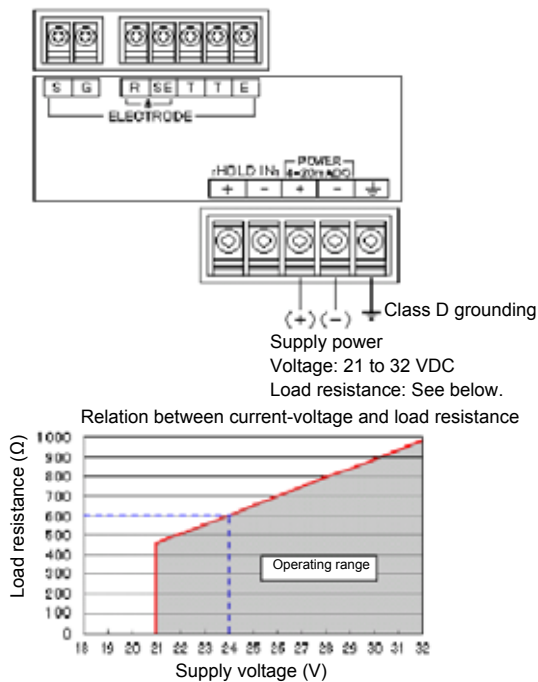 S G R SE T T E
ELECTRODE
HOLD IN POWER
4-20mADC
+ - + -
(+) (-) Class D grounding
Supply power
Voltage: 21 to 32 VDC
Load resistance: See below.
Relation between current-voltage and load resistance
Load resistance (Ω)
1000
900
800
700
600
500
400
300
200
100
0
Operating range
18 19 20 21 22 23 24 25 26 27 28 29 30 31 32
Supply voltage (V)